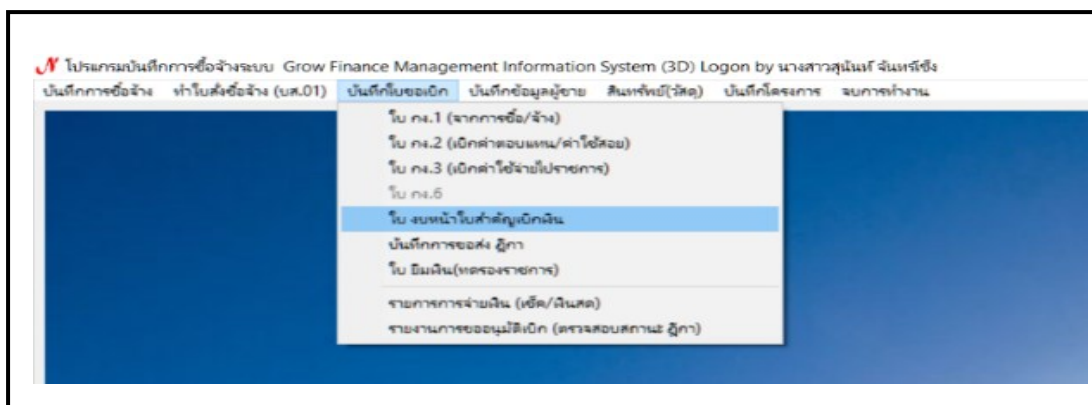 โปรแกรมบันทึกการซื้อจ้างระบบ Grow Finance Management Information System (3D) Logon by นางสาวสุนันท์ จันทร์เซ็ง
บันทึกการซื้อจ้าง ทำใบสั่งซื้อจ้าง (บส.01) บันทึกใบขอเบิก บันทึกข้อมูลผู้ขาย สินทรัพย์(วัสดุ) บันทึกโครงการ จบการทำงาน
ใบ กง.1 (จากการซื้อ/จ้าง)
ใบ กง.2 (เบิกค่าตอบแทน/ค่าใช้สอย)
ใบ กง.3 (เบิกค่าใช้จ่ายไปราชการ)
ใบ กง.6
ใบ งบหน้าใบสำคัญเบิกเงิน
บันทึกการขอส่ง ฎีกา
ใบ ยืมเงิน(ทดรองราชการ)
รายการการจ่ายเงิน (เช็ค/เงินสด)
รายงานการขออนุมัติเบิก (ตรวจสอบสถานะ ฎีกา)